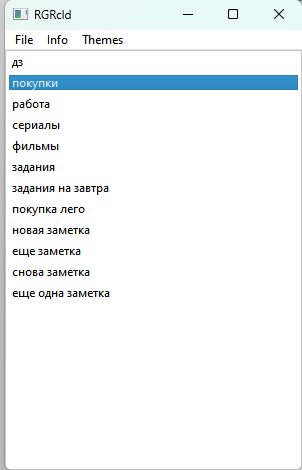 RGRcld
File Info Themes
дз
покупки
работа
сериалы
фильмы
задания
задания на завтра
покупка лего
новая заметка
еще заметка
снова заметка
еще одна заметка